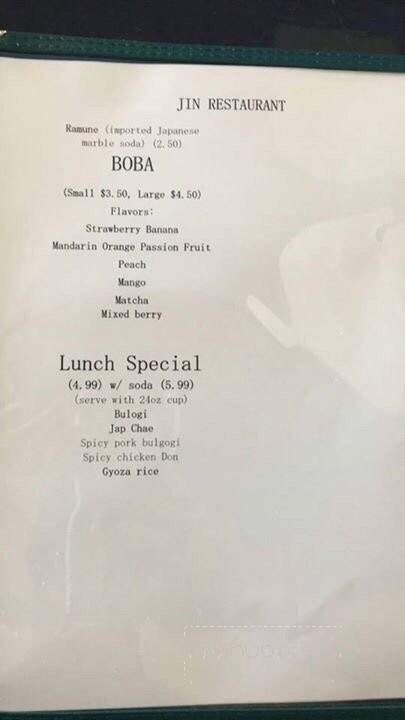 JIN RESTAURANT
Ramune (imported Japanese
marble soda) (2.50)
BOBA
(Small $3.50, Large $4.50)
Flavors:
Strawberry Banana
Mandarin Orange Passion Fruit
Peach
Mango
Matcha
Mixed berry
Lunch Special
(4.99) w/ soda (5.99)
(serve with 24oz cup)
Bulogi
Jap Chae
Spicy pork bulgogi
Spicy chicken Don
Gyoza rice